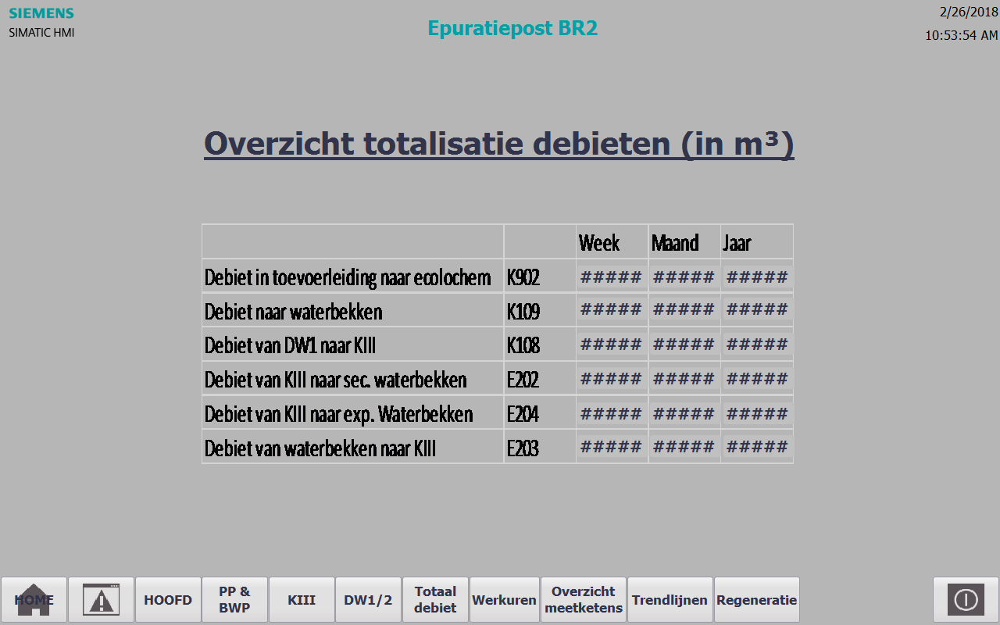 SIEMENS
SIMATIC HMI
Epuratiepost BR2
2/26/2018
10:53:54 AM
Overzicht totalisatie debieten (in m³)
Week Maand Jaar
Debiet in toevoerleiding naar ecolochem K902 ##### ##### #####
Debiet naar waterbekken K109 ##### ##### #####
Debiet van DW1 naar KIII K108 ##### ##### #####
Debiet van KIII naar sec. waterbekken E202 ##### ##### #####
Debiet van KIII naar exp. Waterbekken E204 ##### ##### #####
Debiet van waterbekken naar KIII E203 ##### ##### #####
HOME
HOOFD
PP &
BWP
KIII
DW1/2
Totaal
debiet
Werkuren
Overzicht
meetketens
Trendlijnen
Regeneratie